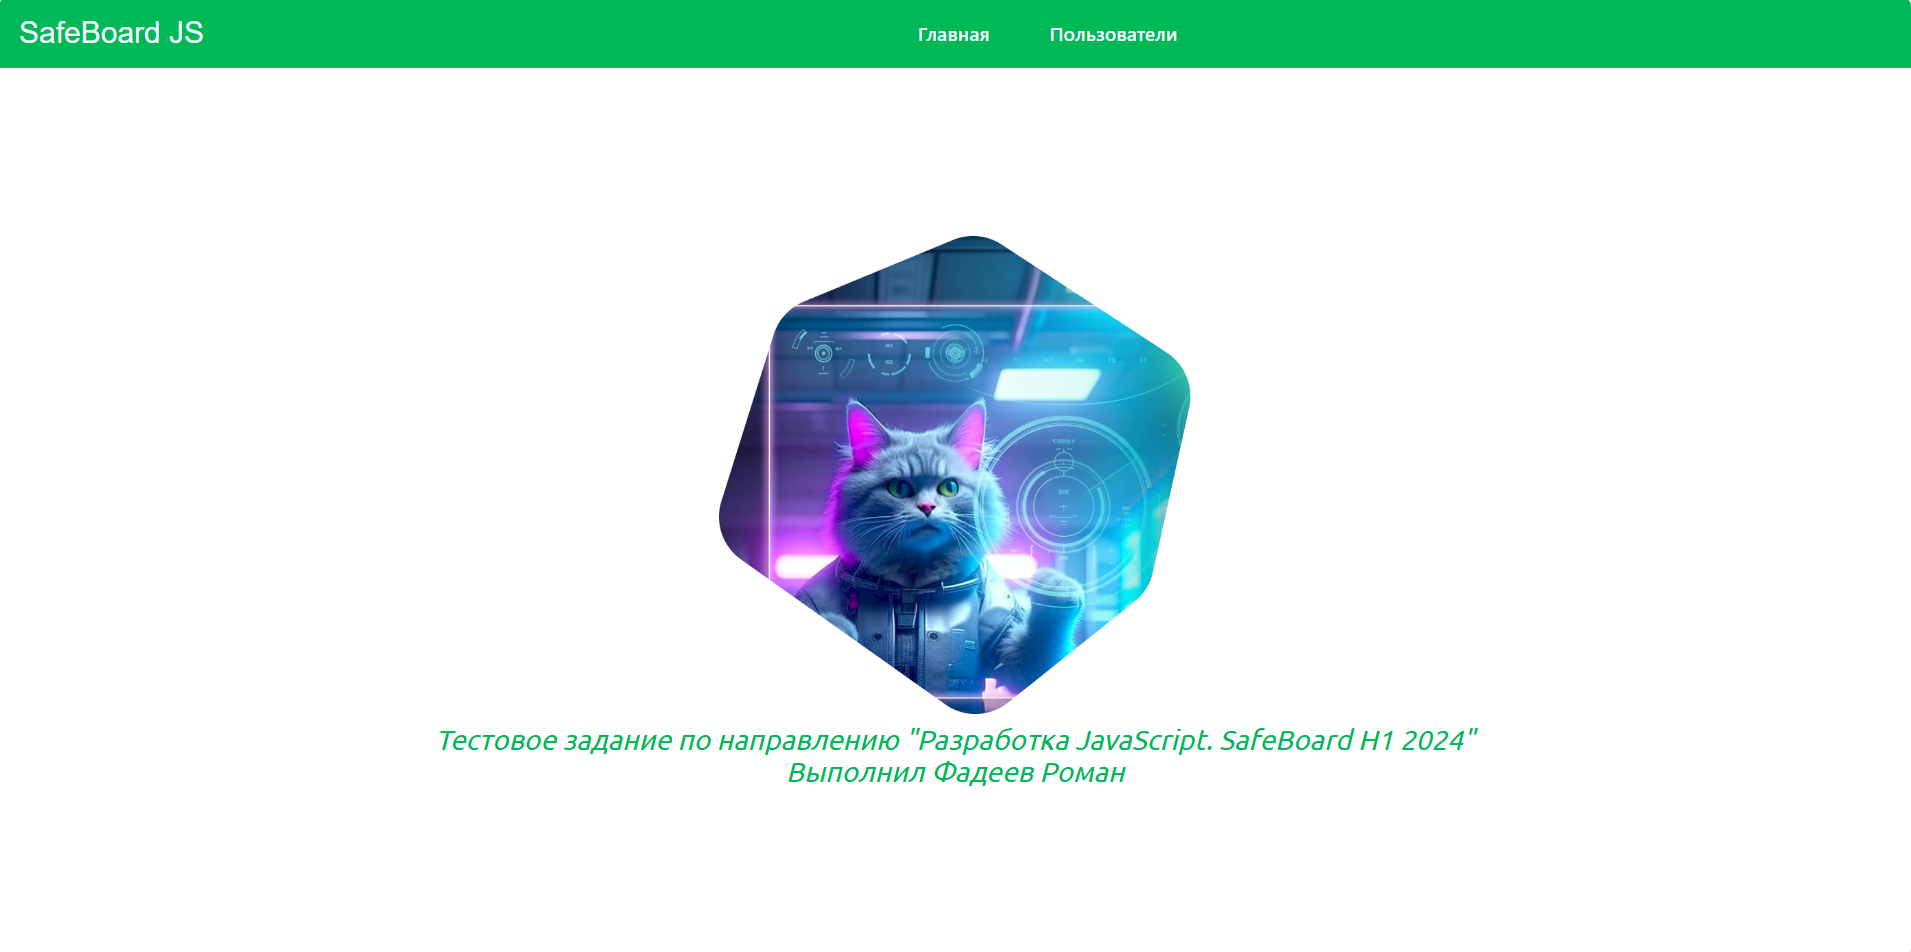 SafeBoard JS
Главная
Пользователи
Тестовое задание по направлению "Разработка JavaScript. SafeBoard H1 2024"
Выполнил Фадеев Роман